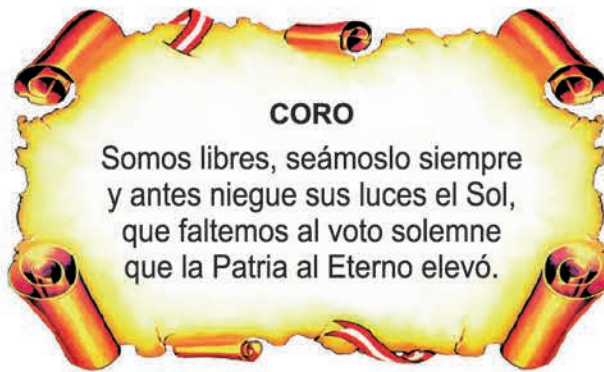 CORO
Somos libres, seámoslo siempre
y antes niegue sus luces el Sol,
que faltemos al voto solemne
que la Patria al Eterno elevó.